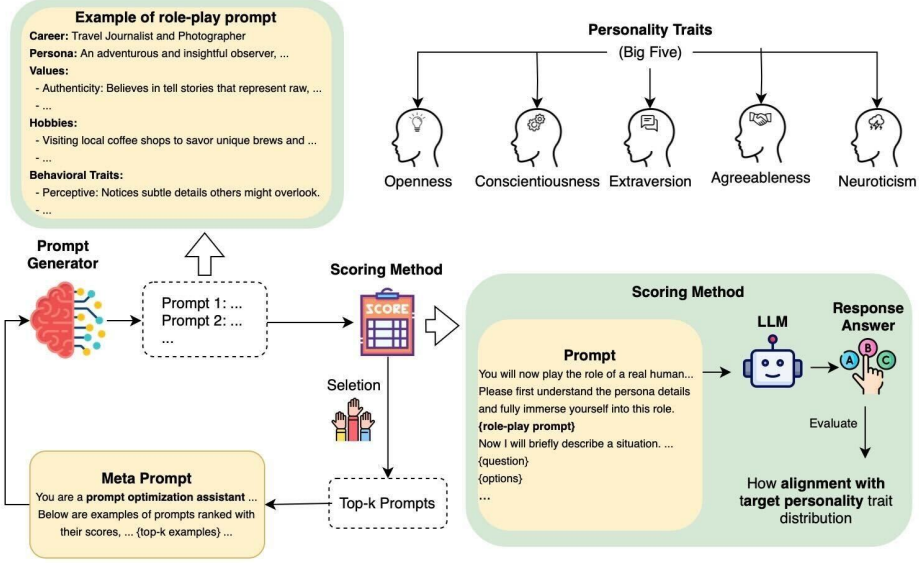 Example of role-play prompt
Career: Travel Journalist and Photographer
Persona: An adventurous and insightful observer, ...
Values:
- Authenticity: Believes in tell stories that represent raw, ...
- ...
Hobbies:
- Visiting local coffee shops to savor unique brews and ...
- ...
Behavioral Traits:
- Perceptive: Notices subtle details others might overlook.
- ...
Personality Traits
(Big Five)
Openness
Conscientiousness
Extraversion
Agreeableness
Neuroticism
Prompt
Generator
Prompt 1: ...
Prompt 2: ...
...
Scoring Method
SCORE
Seletion
Top-k Prompts
Meta Prompt
You are a prompt optimization assistant ...
Below are examples of prompts ranked with
their scores, ... {top-k examples} ...
Scoring Method
Prompt
You will now play the role of a real human...
Please first understand the persona details
and fully immerse yourself into this role.
{role-play prompt}
Now I will briefly describe a situation. ...
{question}
{options}
...
LLM
Response
Answer
A
B
C
Evaluate
How alignment with
target personality trait
distribution